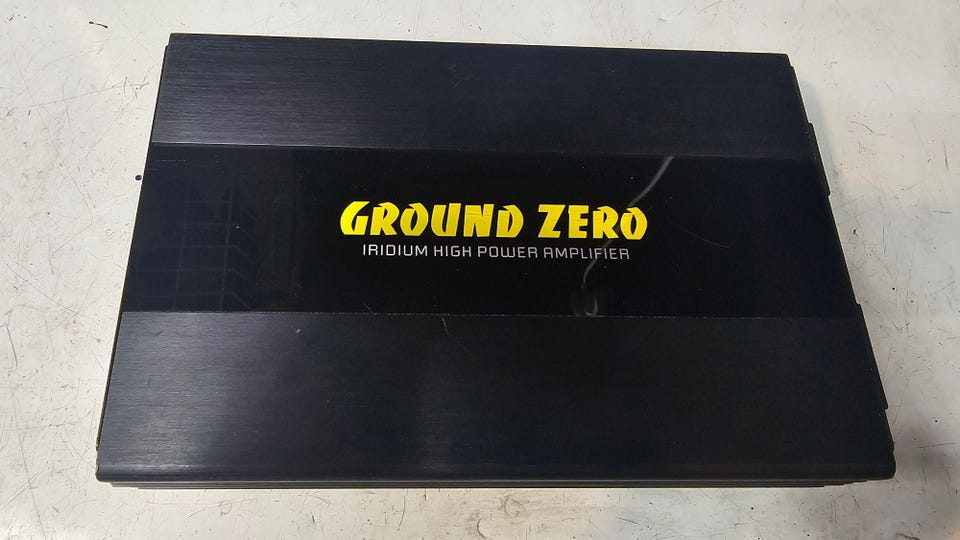 GROUND ZERO
IRIDIUM HIGH POWER AMPLIFIER